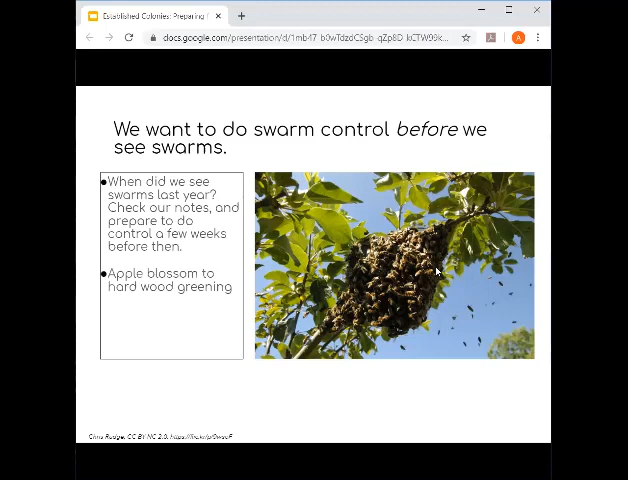 Established Colonies: Preparing
docs.google.com/presentation/d/
A
We want to do swarm control before we
see swarms.
●When did we see
swarms last year?
Check our notes, and
prepare to do
control a few weeks
before then.
●Apple blossom to
hard wood greening
Chris Rudge, CC BY NC 2.0,